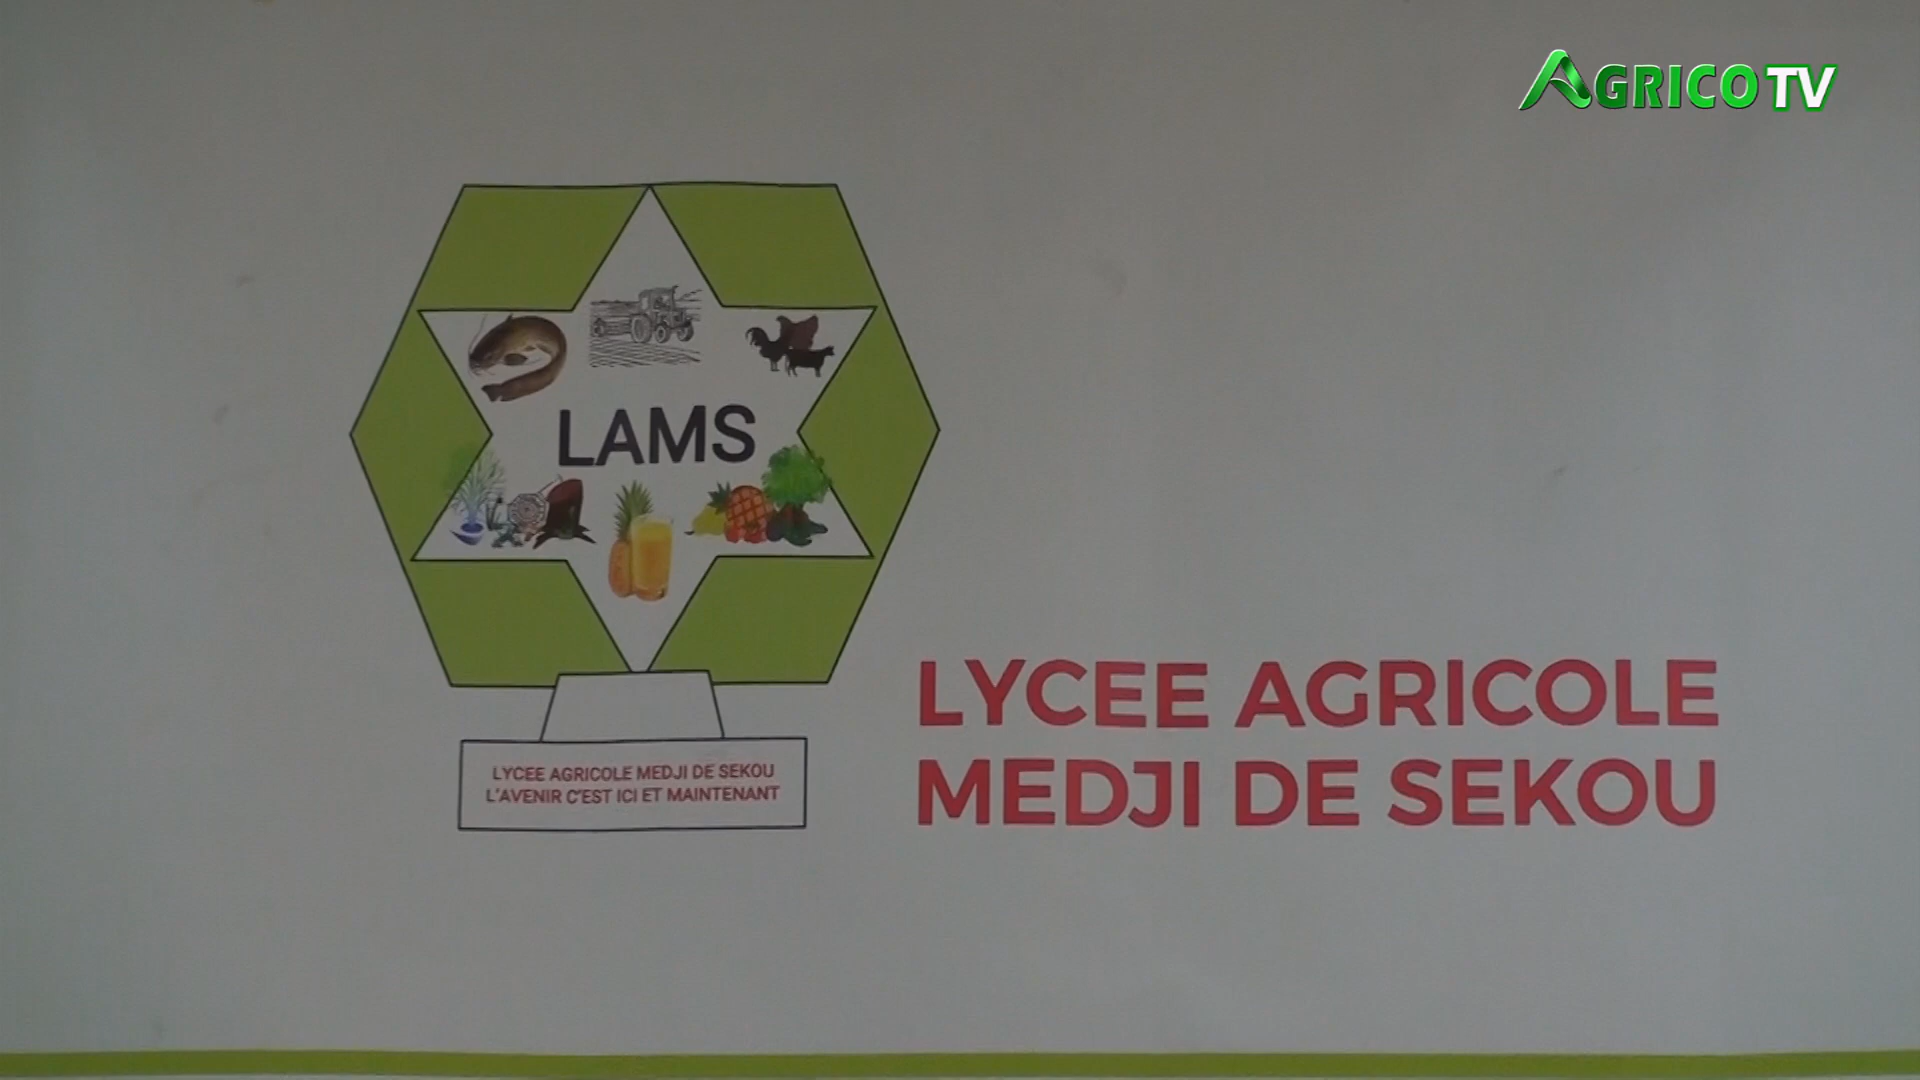 AGRICO TV
LAMS
LYCEE AGRICOLE
MEDJI DE SEKOU
LYCEE AGRICOLE MEDJI DE SEKOU
L'AVENIR C'EST ICI ET MAINTENANT